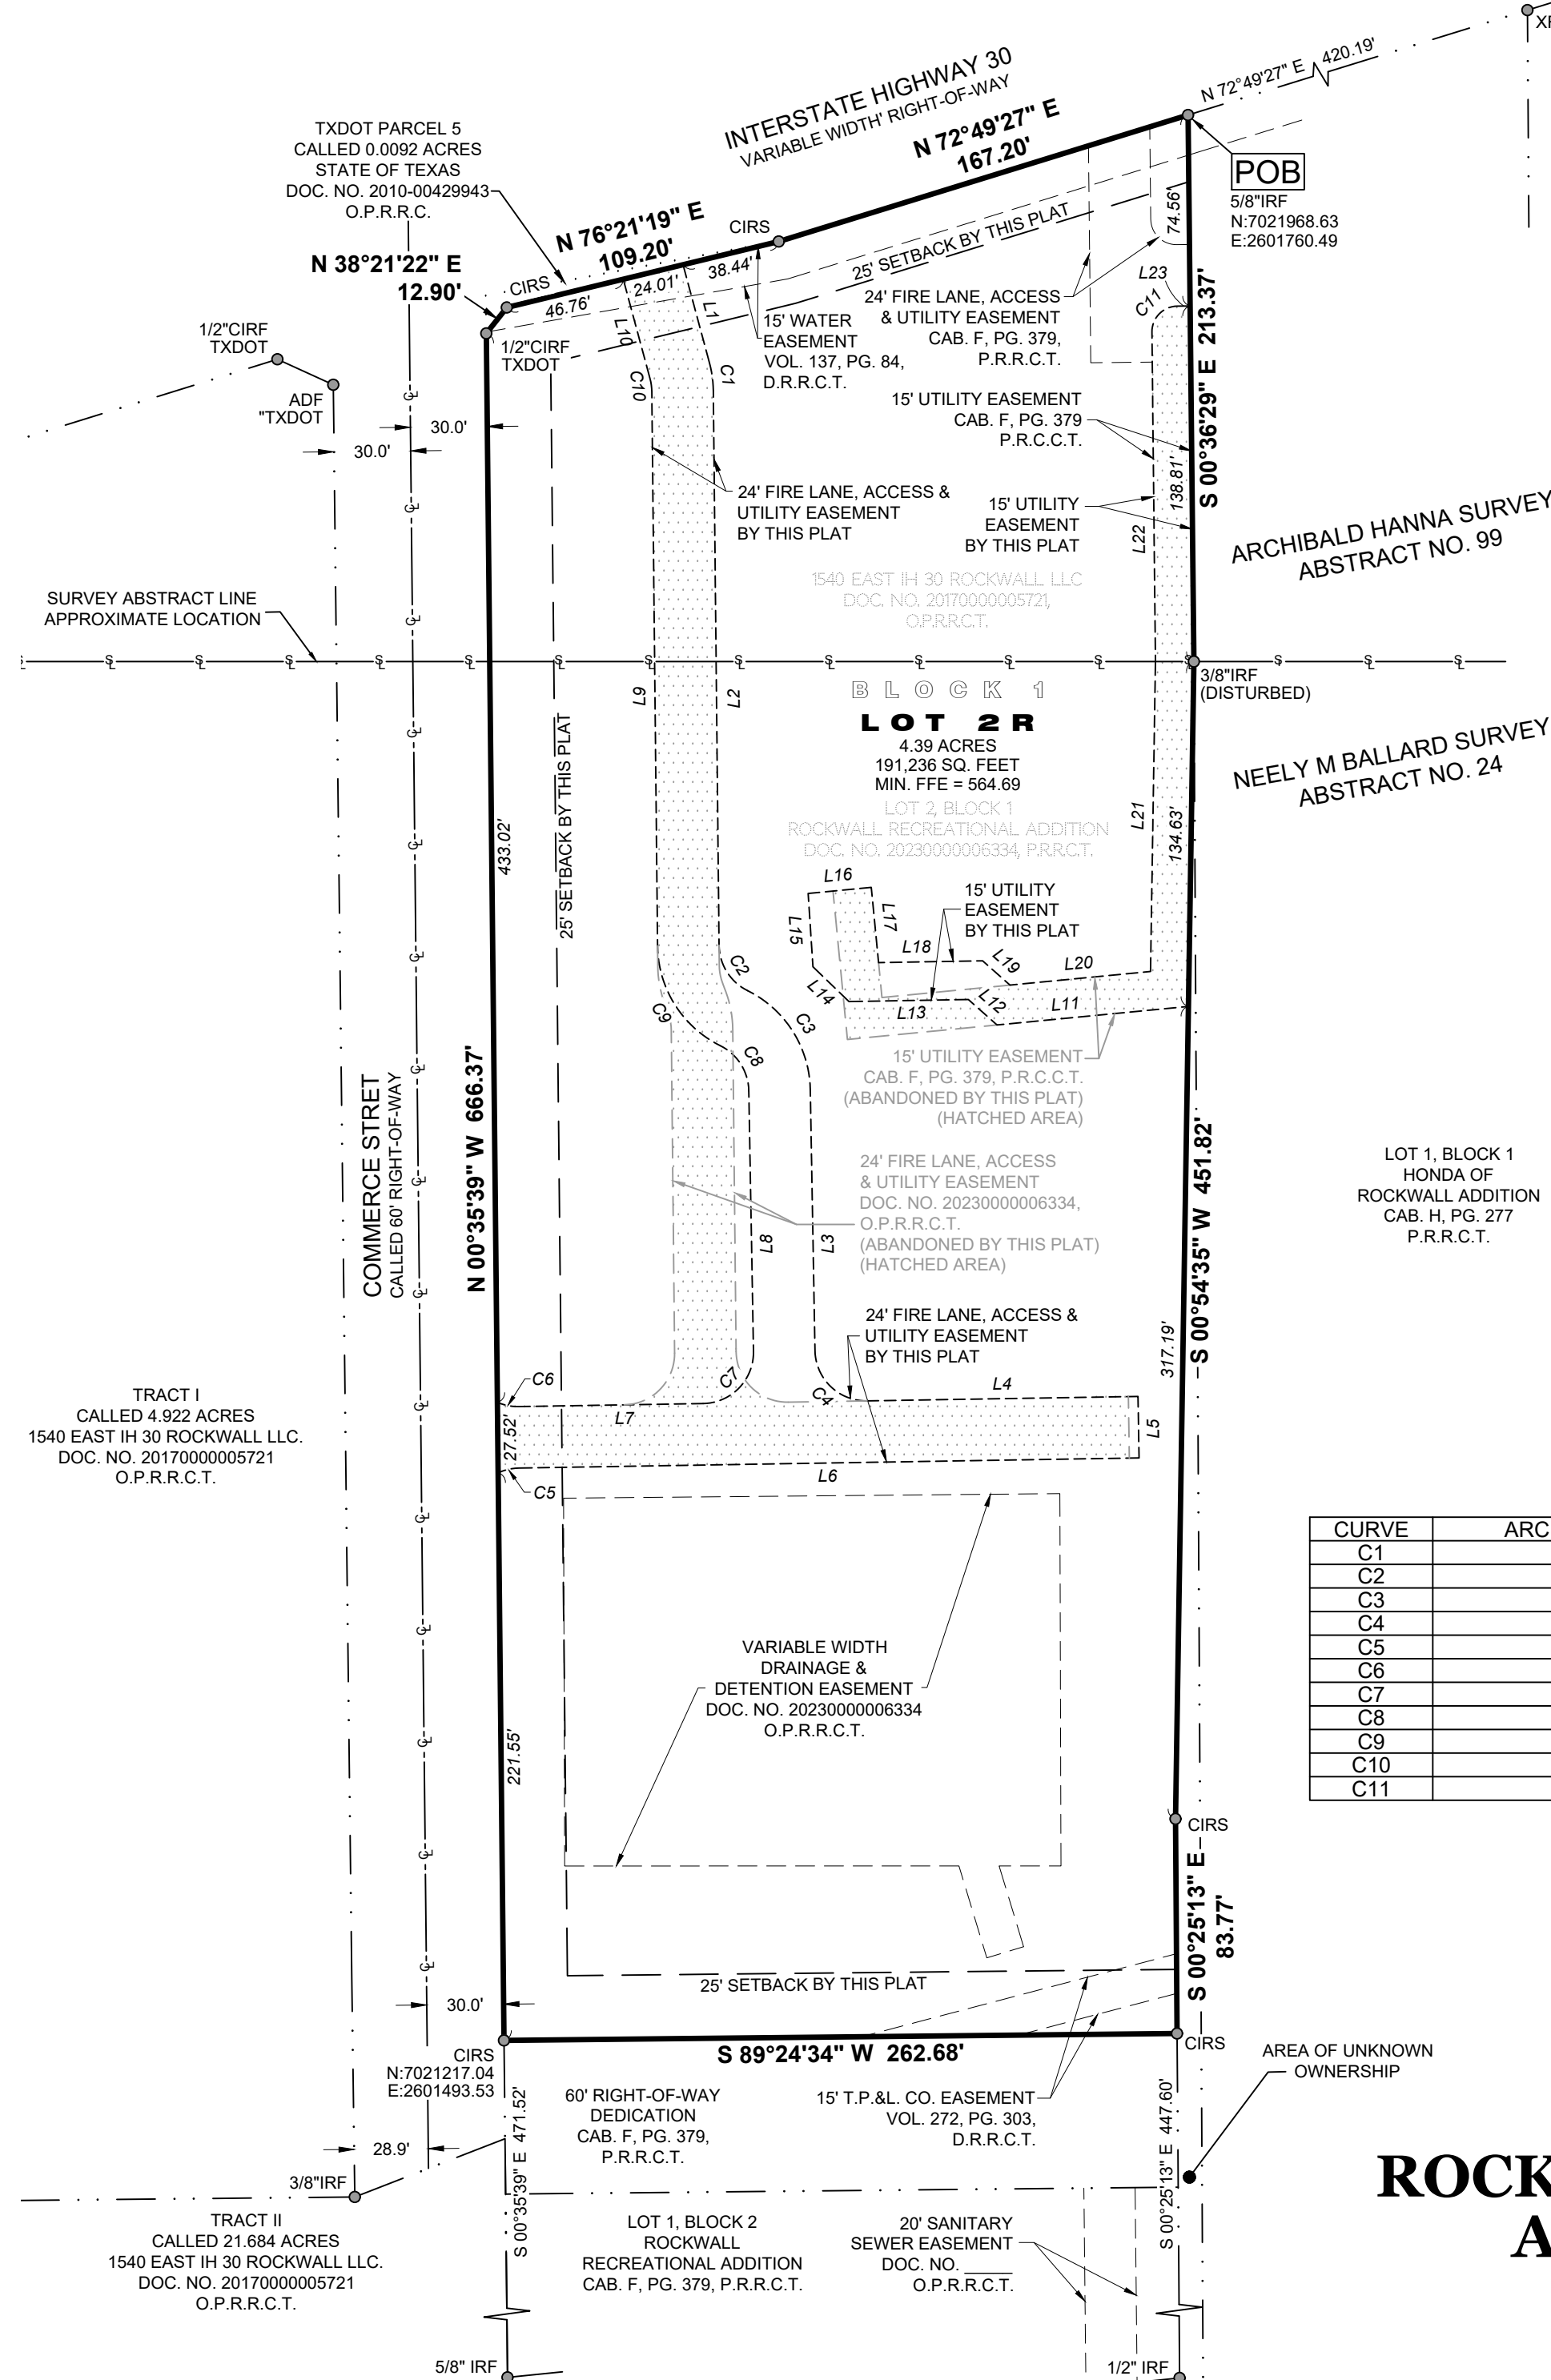 XF
N 72°49'27" E 420.19'
INTERSTATE HIGHWAY 30
VARIABLE WIDTH' RIGHT-OF-WAY
N 72°49'27" E
167.20'
TXDOT PARCEL 5
CALLED 0.0092 ACRES
STATE OF TEXAS
DOC. NO. 2010-00429943
O.P.R.R.C.
POB
5/8"IRF
N:7021968.63
E:2601760.49
N 76°21'19" E
109.20'
CIRS
N 38°21'22" E
12.90'
CIRS
46.76'
24.01'
38.44'
25' SETBACK BY THIS PLAT
74.56'
L23
C11
L10
L1
C10
C1
1/2"CIRF
TXDOT
1/2"CIRF
TXDOT
15' WATER
EASEMENT
VOL. 137, PG. 84,
D.R.R.C.T.
24' FIRE LANE, ACCESS
& UTILITY EASEMENT
CAB. F, PG. 379,
P.R.R.C.T.
S 00°36'29" E 213.37'
ADF
"TXDOT
30.0'
30.0'
15' UTILITY EASEMENT
CAB. F, PG. 379
P.R.C.C.T.
138.81'
24' FIRE LANE, ACCESS &
UTILITY EASEMENT
BY THIS PLAT
15' UTILITY
EASEMENT
BY THIS PLAT
L22
ARCHIBALD HANNA SURVEY
ABSTRACT NO. 99
1540 EAST IH 30 ROCKWALL LLC
DOC. NO. 20170000005721,
O.P.R.R.C.T.
SURVEY ABSTRACT LINE
APPROXIMATE LOCATION
3/8"IRF
(DISTURBED)
L9
L2
BLOCK 1
LOT 2R
4.39 ACRES
191,236 SQ. FEET
MIN. FFE = 564.69
LOT 2, BLOCK 1
ROCKWALL RECREATIONAL ADDITION
DOC. NO. 20230000006334, P.R.R.C.T.
NEELY M BALLARD SURVEY
ABSTRACT NO. 24
L21
134.63'
433.02'
25' SETBACK BY THIS PLAT
L16
L15
L17
15' UTILITY
EASEMENT
BY THIS PLAT
L18
L19
L20
L14
L13
L12
L11
C2
C9
C3
C8
15' UTILITY EASEMENT
CAB. F, PG. 379, P.R.C.C.T.
(ABANDONED BY THIS PLAT)
(HATCHED AREA)
COMMERCE STRET
CALLED 60' RIGHT-OF-WAY
N 00°35'39" W 666.37'
24' FIRE LANE, ACCESS
& UTILITY EASEMENT
DOC. NO. 20230000006334,
O.P.R.R.C.T.
(ABANDONED BY THIS PLAT)
(HATCHED AREA)
L8
L3
S 00°54'35" W 451.82'
LOT 1, BLOCK 1
HONDA OF
ROCKWALL ADDITION
CAB. H, PG. 277
P.R.R.C.T.
317.19'
24' FIRE LANE, ACCESS &
UTILITY EASEMENT
BY THIS PLAT
C6
C7
C4
L4
L7
L5
27.52'
L6
C5
TRACT I
CALLED 4.922 ACRES
1540 EAST IH 30 ROCKWALL LLC.
DOC. NO. 20170000005721
O.P.R.R.C.T.
CURVE ARC
C1
C2
C3
C4
C5
C6
C7
C8
C9
C10
C11
VARIABLE WIDTH
DRAINAGE &
DETENTION EASEMENT
DOC. NO. 20230000006334
O.P.R.R.C.T.
221.55'
CIRS
S 00°25'13" E
83.77'
25' SETBACK BY THIS PLAT
30.0'
CIRS
N:7021217.04
E:2601493.53
S 89°24'34" W 262.68'
CIRS
AREA OF UNKNOWN
OWNERSHIP
60' RIGHT-OF-WAY
DEDICATION
CAB. F, PG. 379,
P.R.R.C.T.
15' T.P.&L. CO. EASEMENT
VOL. 272, PG. 303,
D.R.R.C.T.
S 00°35'39" E 471.52'
S 00°25'13" E 447.60'
28.9'
3/8"IRF
TRACT II
CALLED 21.684 ACRES
1540 EAST IH 30 ROCKWALL LLC.
DOC. NO. 20170000005721
O.P.R.R.C.T.
LOT 1, BLOCK 2
ROCKWALL
RECREATIONAL ADDITION
CAB. F, PG. 379, P.R.R.C.T.
20' SANITARY
SEWER EASEMENT
DOC. NO. _____
O.P.R.R.C.T.
ROCK
A
5/8" IRF
1/2" IRF